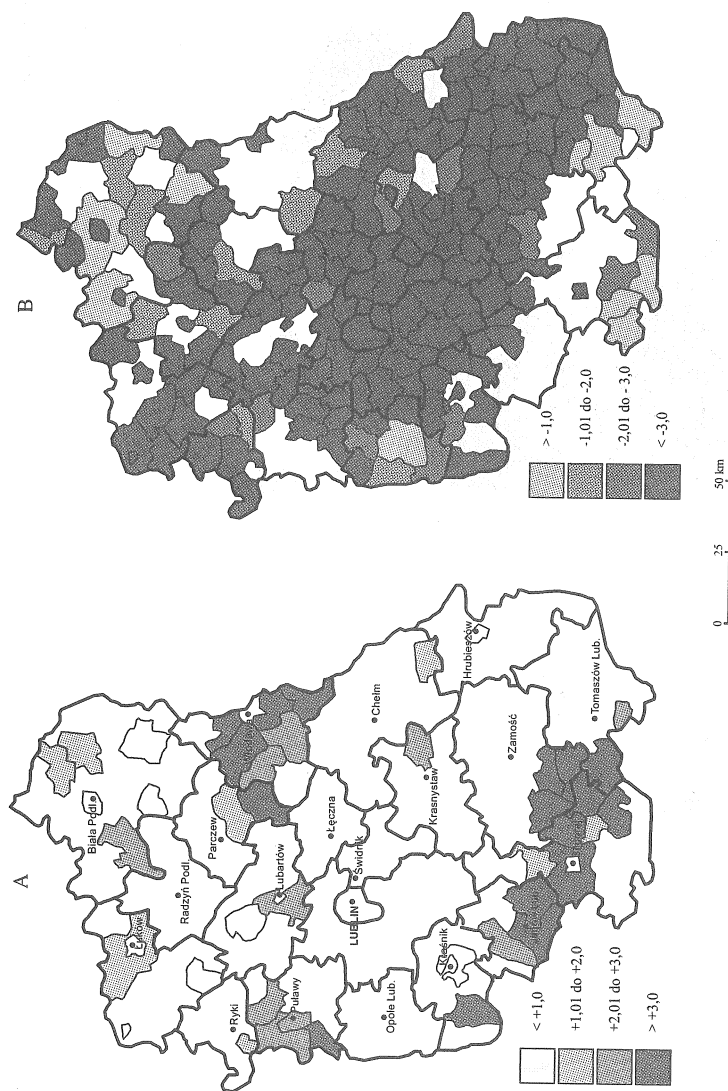 A
Biała Podl.
Łuków
Radzyń Podl.
Parczew
Ryki
Lubartów
Puławy
Łęczna
Świdnik
LUBLIN
Chełm
Opole Lub.
Krasnystaw
Kraśnik
Hrubieszów
Zamość
Tomaszów Lub.
< +1,0
+1,01 do +2,0
+2,01 do +3,0
> +3,0
B
> -1,0
-1,01 do -2,0
-2,01 do - 3,0
< -3,0
0 25 50 km